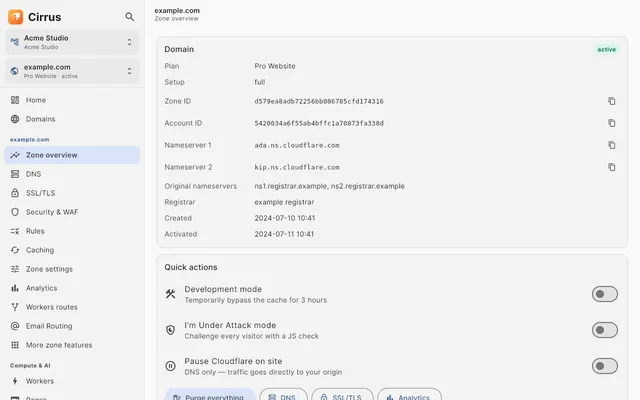 Cirrus
Acme Studio
Acme Studio
example.com
Pro Website · active
Home
Domains
example.com
Zone overview
DNS
SSL/TLS
Security & WAF
Rules
Caching
Zone settings
Analytics
Workers routes
Email Routing
More zone features
Compute & AI
Workers
example.com
Zone overview
Domain
active
Plan Pro Website
Setup full
Zone ID d579ea8adb72256bb086785cfd174316
Account ID 5420034a6f55ab4bffc1a70873fa338d
Nameserver 1 ada.ns.cloudflare.com
Nameserver 2 kip.ns.cloudflare.com
Original nameservers ns1.registrar.example, ns2.registrar.example
Registrar example registrar
Created 2024-07-10 10:41
Activated 2024-07-11 10:41
Quick actions
Development mode
Temporarily bypass the cache for 3 hours
I'm Under Attack mode
Challenge every visitor with a JS check
Pause Cloudflare on site
DNS only — traffic goes directly to your origin
Purge everything DNS SSL/TLS Analytics